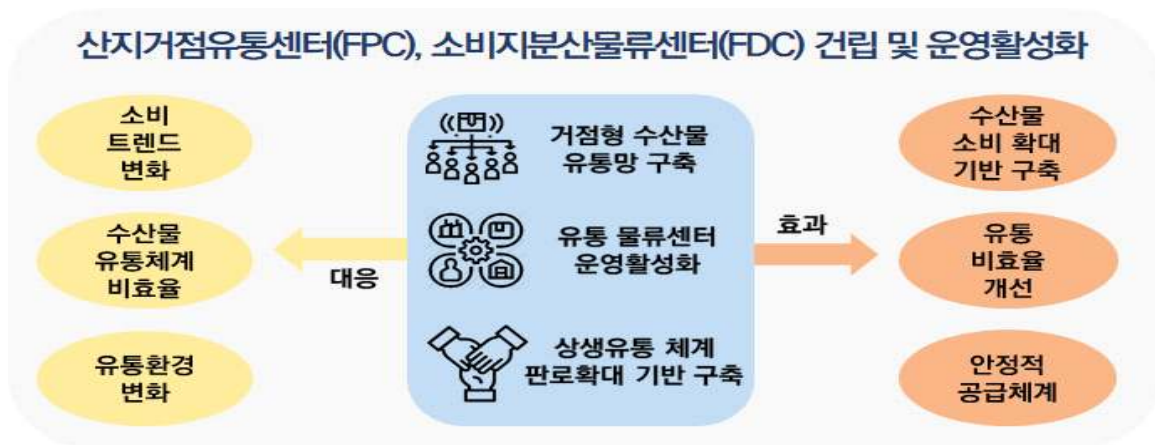 산지거점유통센터(FPC), 소비지분산물류센터(FDC) 건립 및 운영활성화
소비
트렌드
변화
수산물
유통체계
비효율
유통환경
변화
대응
거점형 수산물
유통망 구축
유통 물류센터
운영활성화
상생유통 체계
판로확대 기반 구축
효과
수산물
소비 확대
기반 구축
유통
비효율
개선
안정적
공급체계